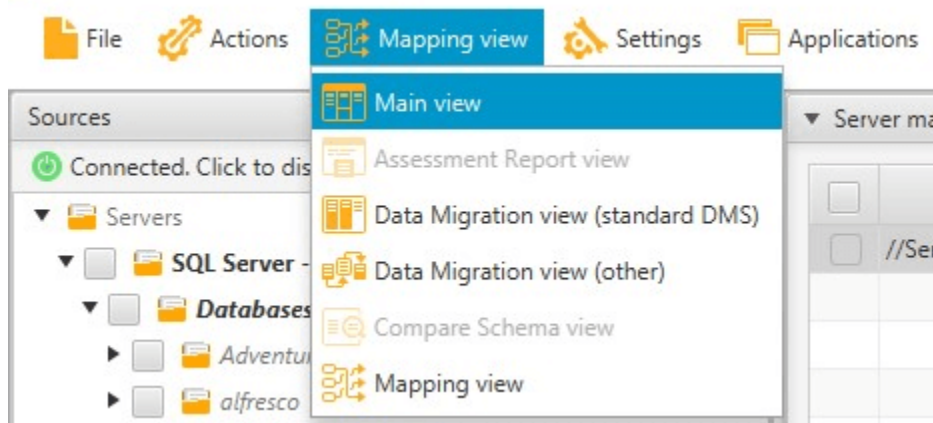 File Actions Mapping view Settings Applications
Main view
Assessment Report view
Data Migration view (standard DMS)
Data Migration view (other)
Compare Schema view
Mapping view
Sources
Connected. Click to dis
Servers
SQL Server -
Databases
Adventu
alfresco
Server ma
//Ser